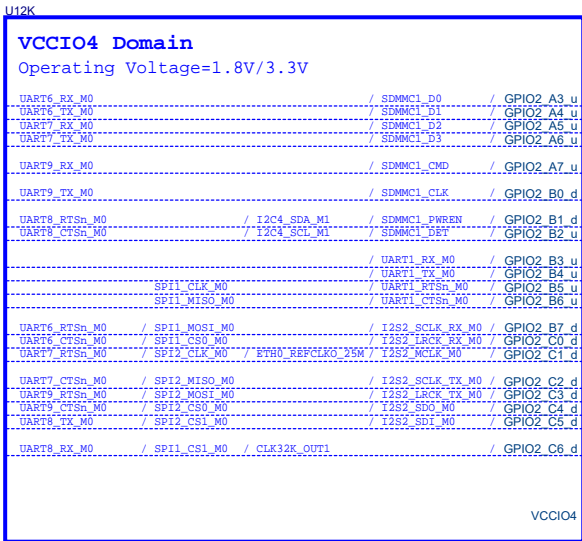 U12K
VCCIO4 Domain
Operating Voltage=1.8V/3.3V
UART6_RX_M0 / SDMMC1_D0 / GPIO2_A3_u
UART6_TX_M0 / SDMMC1_D1 / GPIO2_A4_u
UART7_RX_M0 / SDMMC1_D2 / GPIO2_A5_u
UART7_TX_M0 / SDMMC1_D3 / GPIO2_A6_u
UART9_RX_M0 / SDMMC1_CMD / GPIO2_A7_u
UART9_TX_M0 / SDMMC1_CLK / GPIO2_B0_d
UART8_RTSn_M0 / I2C4_SDA_M1 / SDMMC1_PWREN / GPIO2_B1_d
UART8_CTSn_M0 / I2C4_SCL_M1 / SDMMC1_DET / GPIO2_B2_u
/ UART1_RX_M0 / GPIO2_B3_u
/ UART1_TX_M0 / GPIO2_B4_u
SPI1_CLK_M0 / UART1_RTSn_M0 / GPIO2_B5_u
SPI1_MISO_M0 / UART1_CTSn_M0 / GPIO2_B6_u
UART6_RTSn_M0 / SPI1_MOSI_M0 / I2S2_SCLK_RX_M0 / GPIO2_B7_d
UART6_CTSn_M0 / SPI1_CS0_M0 / I2S2_LRCK_RX_M0 / GPIO2_C0_d
UART7_RTSn_M0 / SPI2_CLK_M0 / ETH0_REFCLKO_25M / I2S2_MCLK_M0 / GPIO2_C1_d
UART7_CTSn_M0 / SPI2_MISO_M0 / I2S2_SCLK_TX_M0 / GPIO2_C2_d
UART9_RTSn_M0 / SPI2_MOSI_M0 / I2S2_LRCK_TX_M0 / GPIO2_C3_d
UART9_CTSn_M0 / SPI2_CS0_M0 / I2S2_SDO_M0 / GPIO2_C4_d
UART8_TX_M0 / SPI2_CS1_M0 / I2S2_SDI_M0 / GPIO2_C5_d
UART8_RX_M0 / SPI1_CS1_M0 / CLK32K_OUT1 / GPIO2_C6_d
VCCIO4